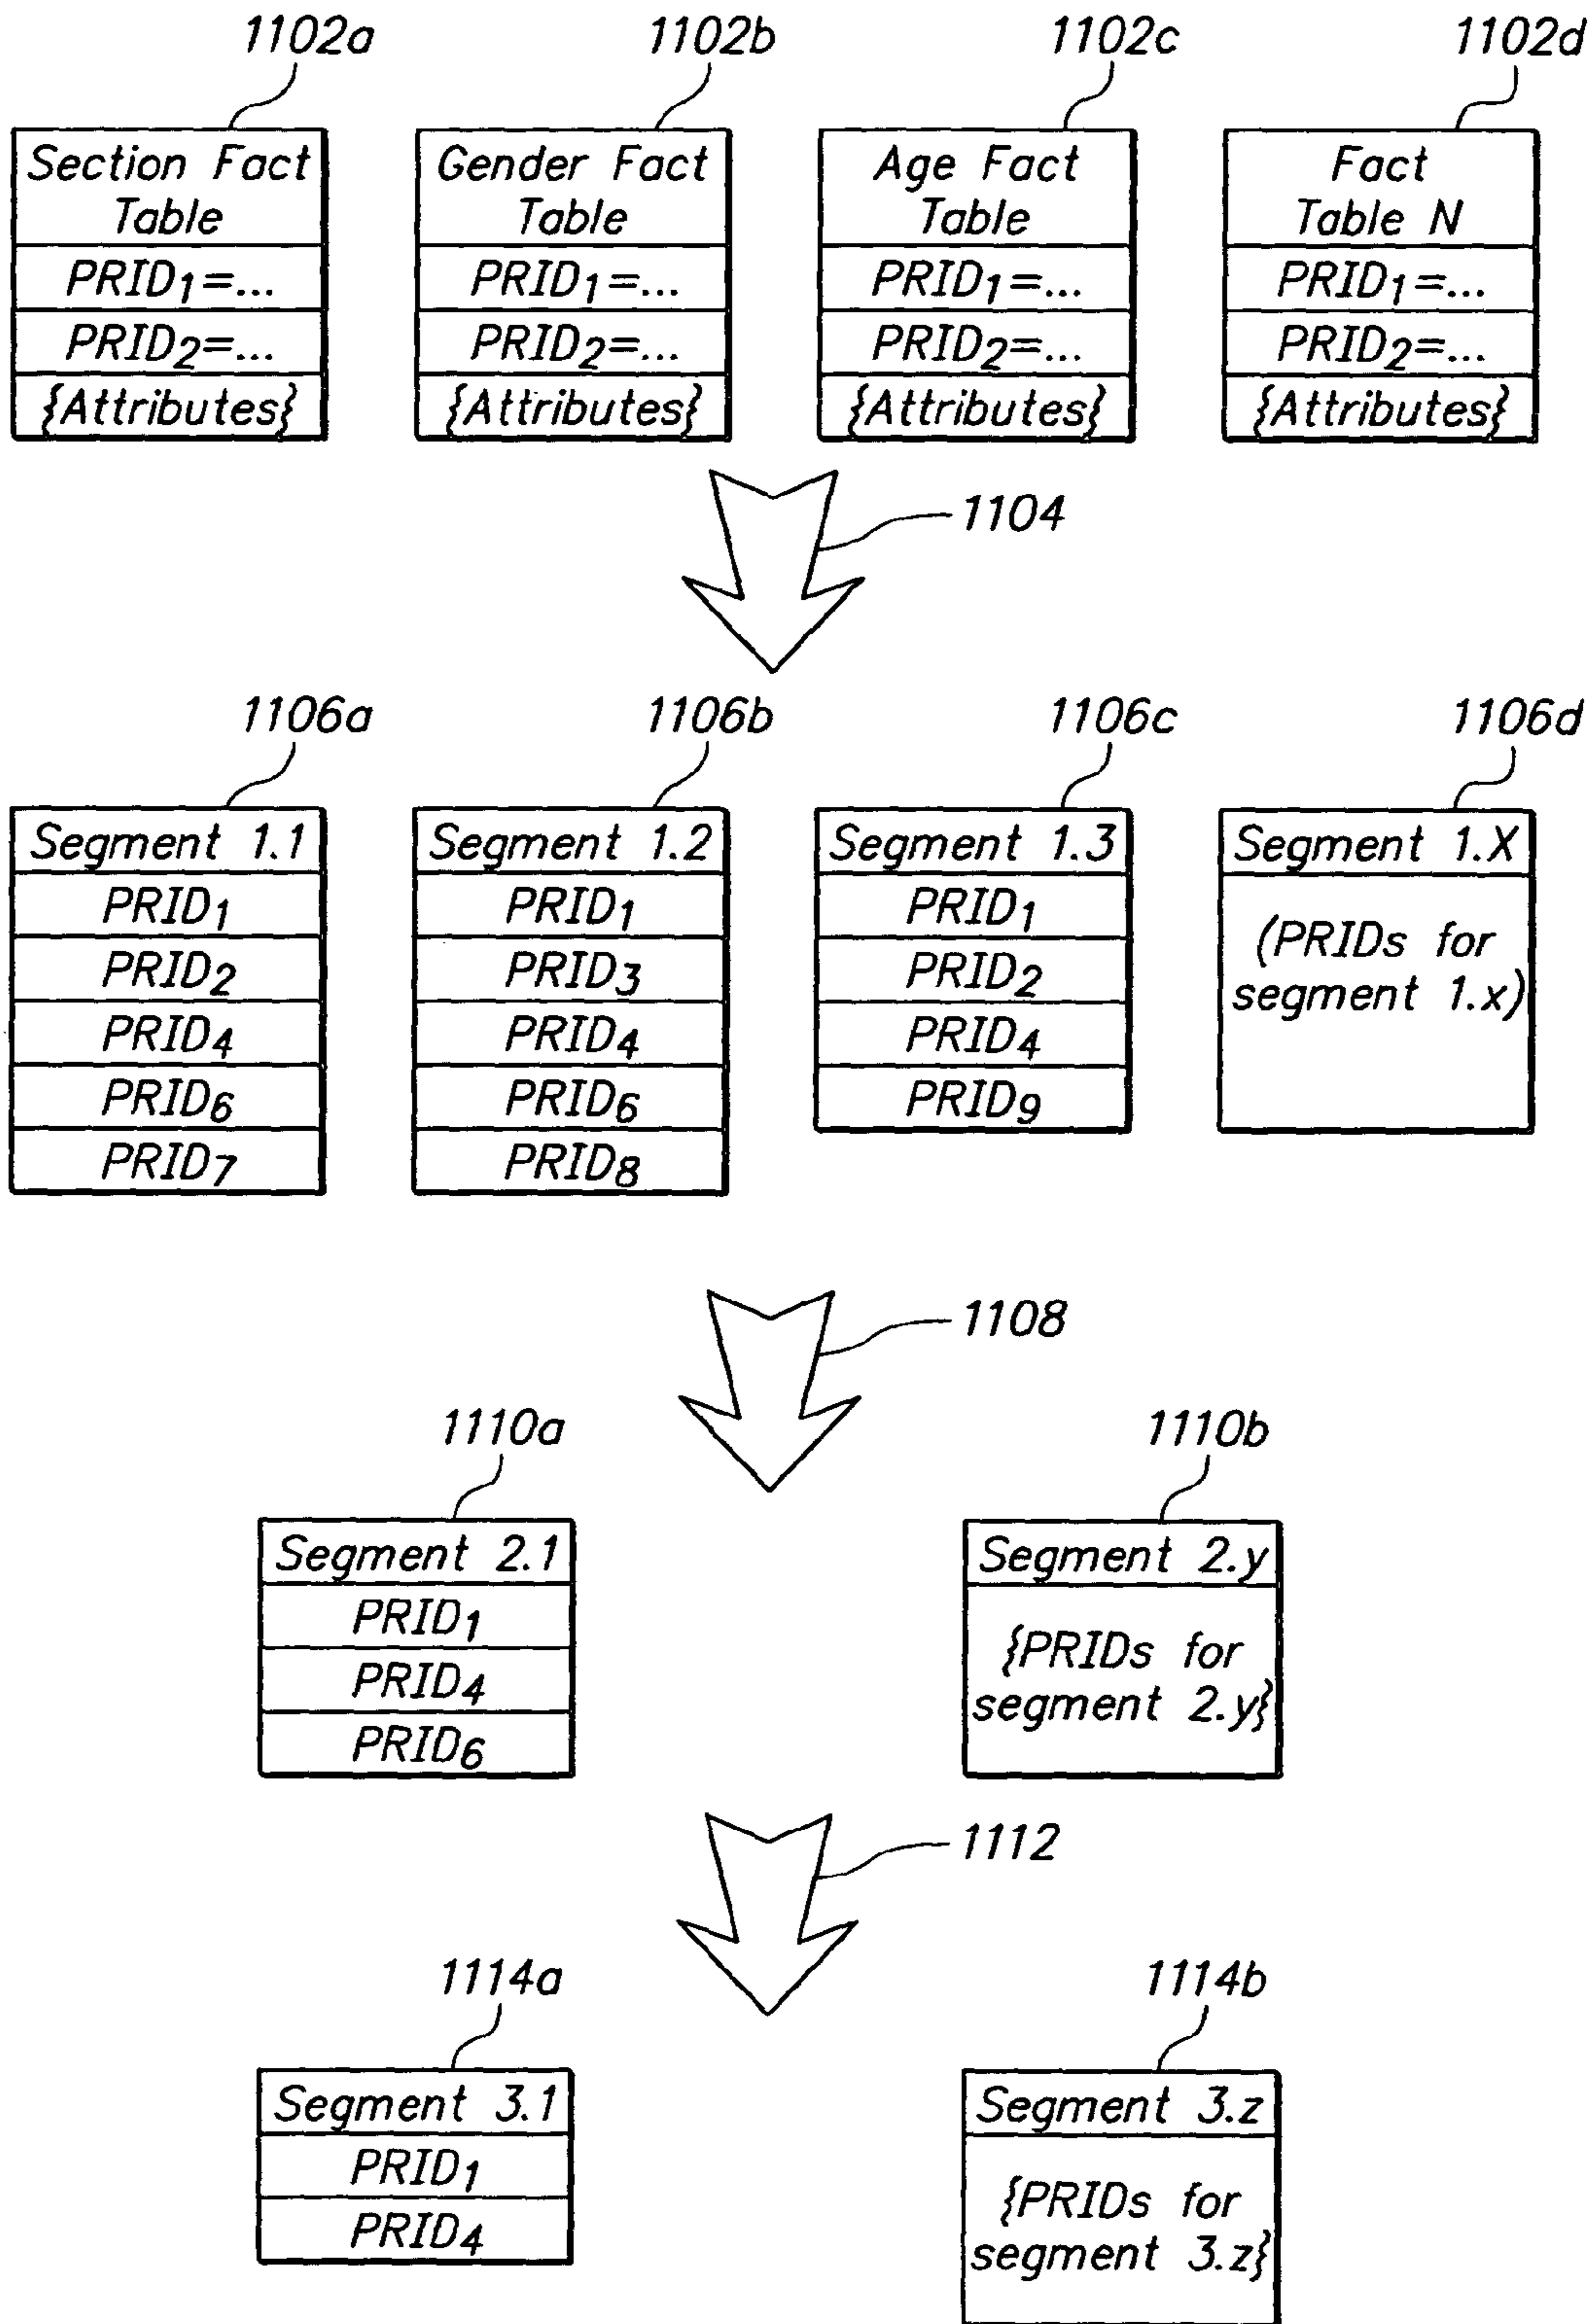 1102a 1102b 1102c 1102d
Section Fact
Table
PRID1=...
PRID2=...
{Attributes}
Gender Fact
Table
PRID1=...
PRID2=...
{Attributes}
Age Fact
Table
PRID1=...
PRID2=...
{Attributes}
Fact
Table N
PRID1=...
PRID2=...
{Attributes}
1104
1106a 1106b 1106c 1106d
Segment 1.1
PRID1
PRID2
PRID4
PRID6
PRID7
Segment 1.2
PRID1
PRID3
PRID4
PRID6
PRID8
Segment 1.3
PRID1
PRID2
PRID4
PRID9
Segment 1.X
(PRIDs for
segment 1.x)
1108
1110a 1110b
Segment 2.1
PRID1
PRID4
PRID6
Segment 2.y
{PRIDs for
segment 2.y}
1112
1114a 1114b
Segment 3.1
PRID1
PRID4
Segment 3.z
{PRIDs for
segment 3.z}